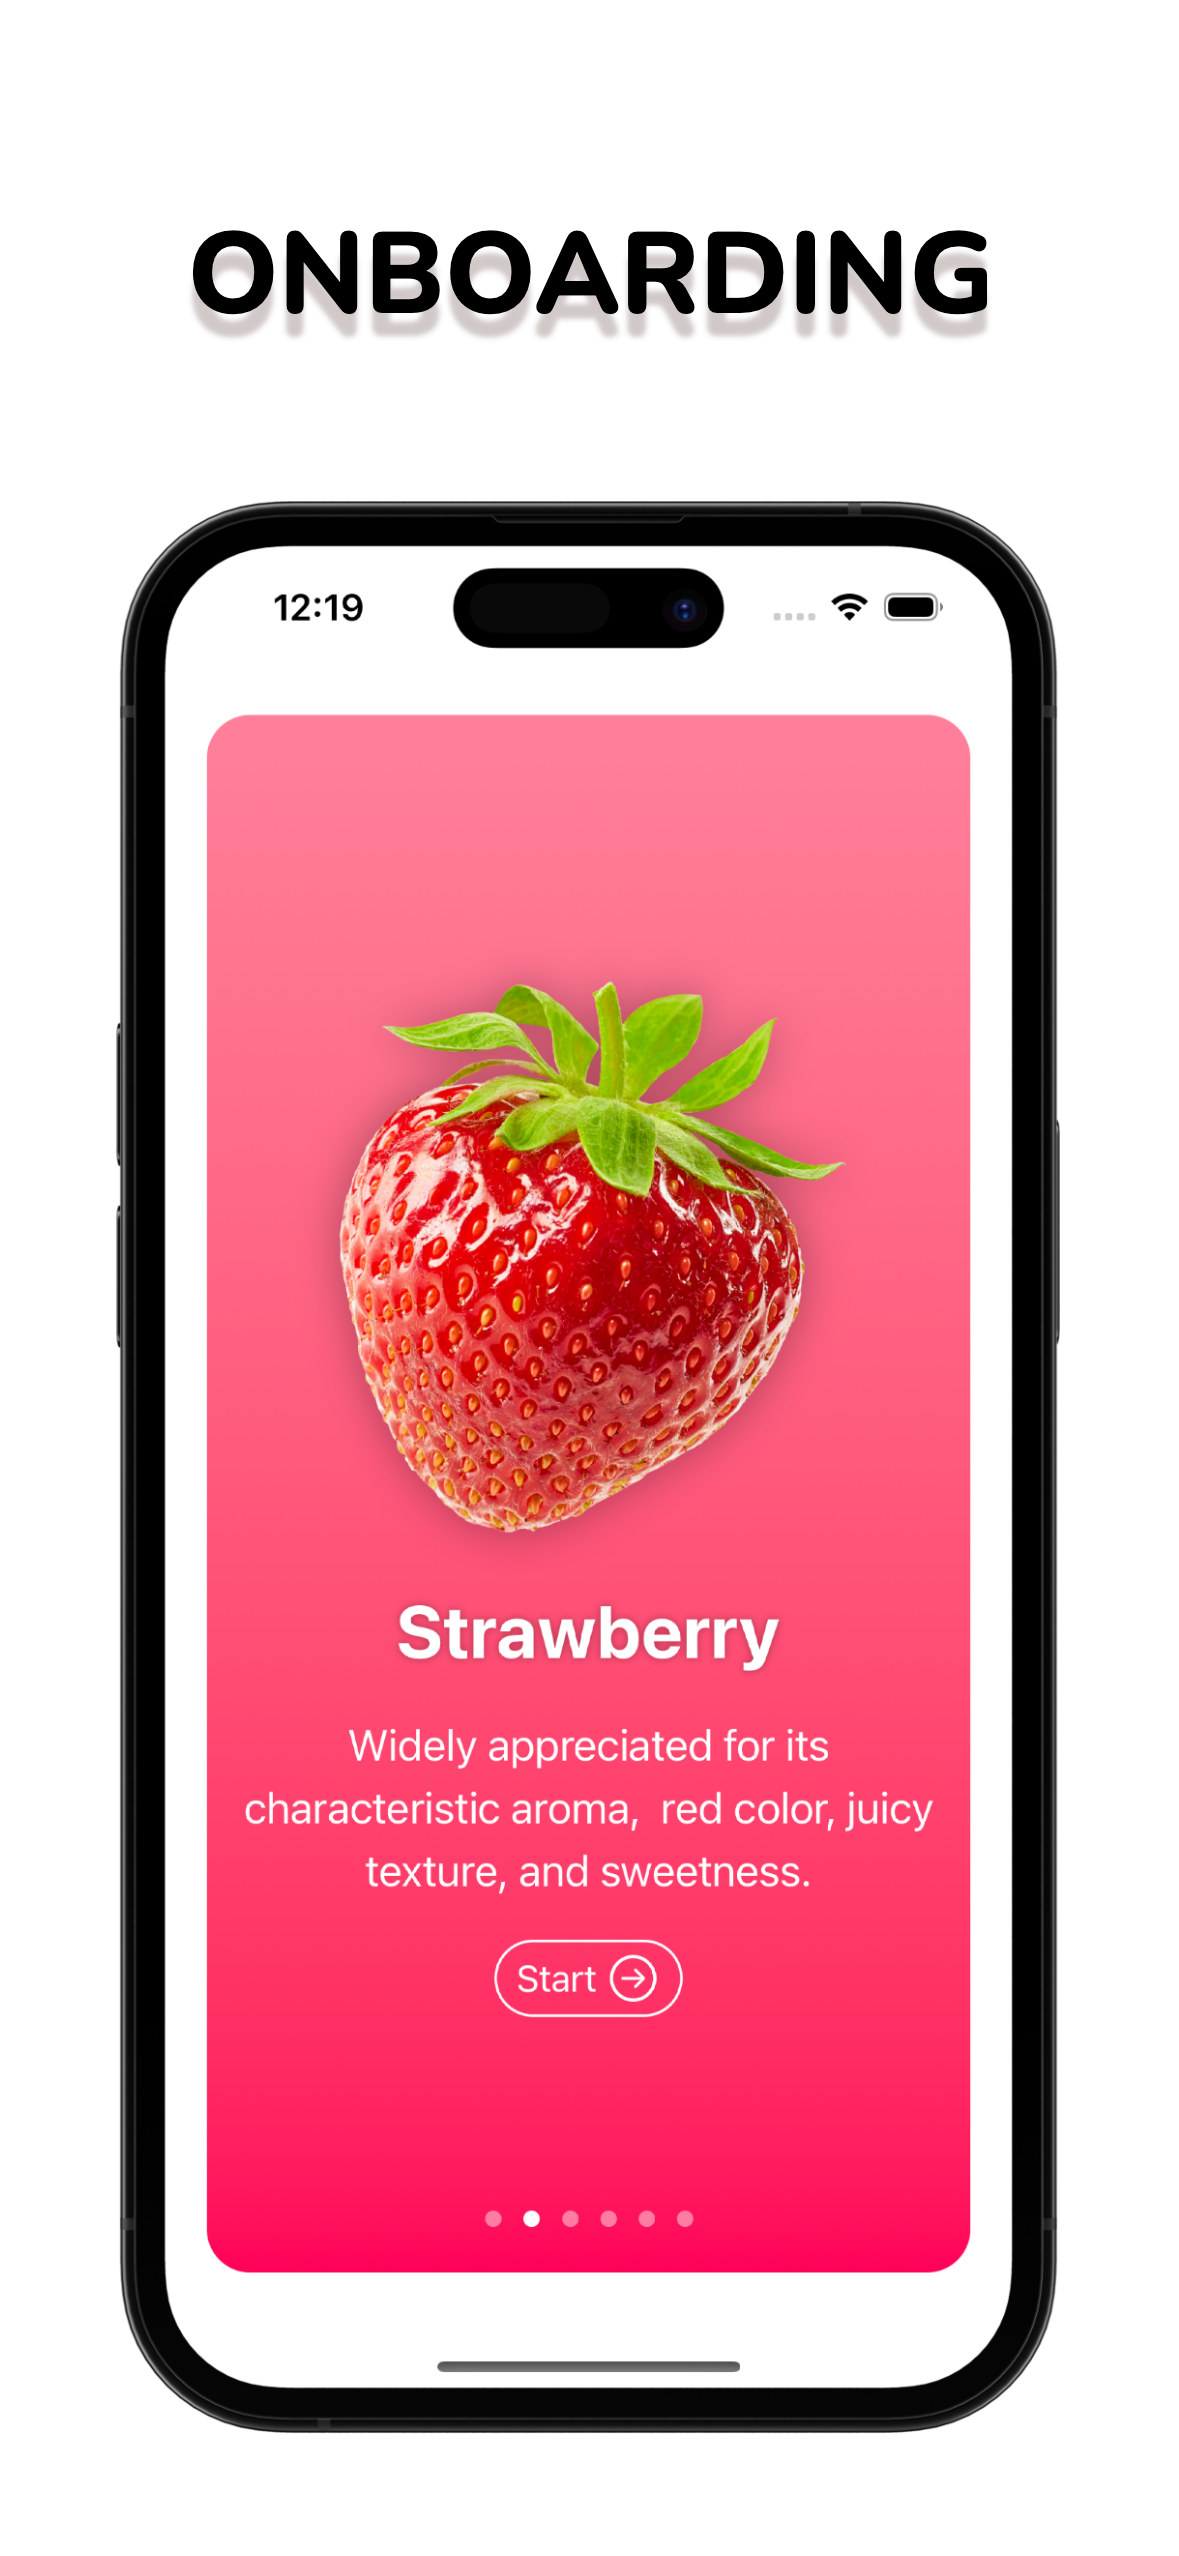 ONBOARDING
12:19
Strawberry
Widely appreciated for its
characteristic aroma,  red color, juicy
texture, and sweetness.
Start